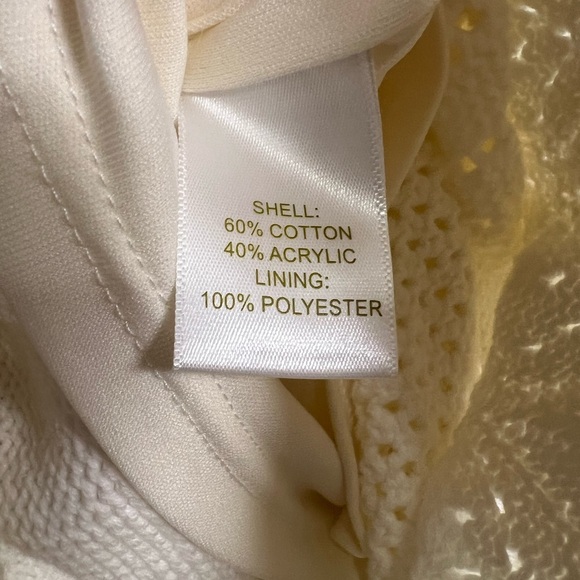 SHELL:
60% COTTON
40% ACRYLIC
LINING:
100% POLYESTER